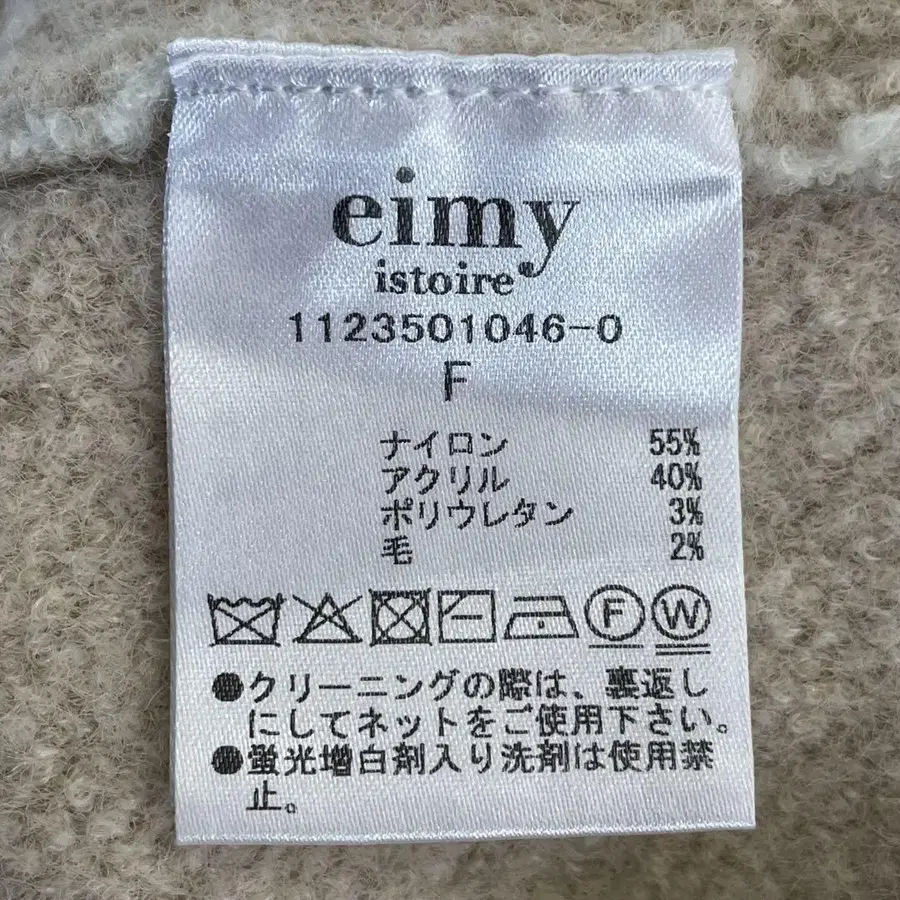 eimy
istoire
1123501046-0
F
ナイロン 55%
アクリル 40%
ポリウレタン 3%
毛 2%
F W
●クリーニングの際は、裏返し
にしてネットをご使用下さい。
●蛍光増白剤入り洗剤は使用禁
止。